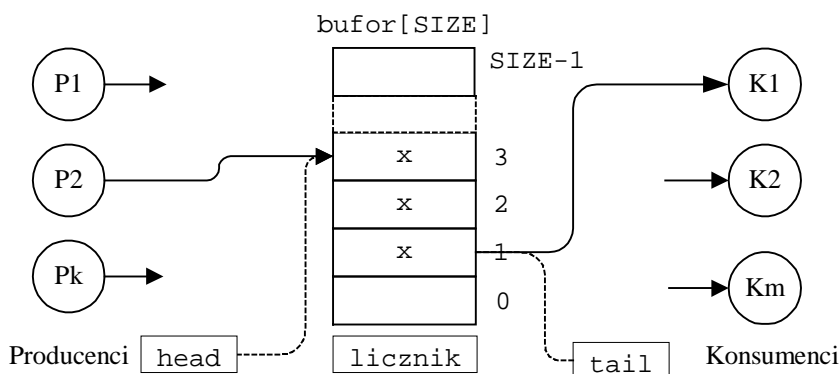 bufor[SIZE]
SIZE-1
P1
K1
x 3
P2
K2
x 2
x 1
Pk
Km
0
Producenci head licznik tail Konsumenci